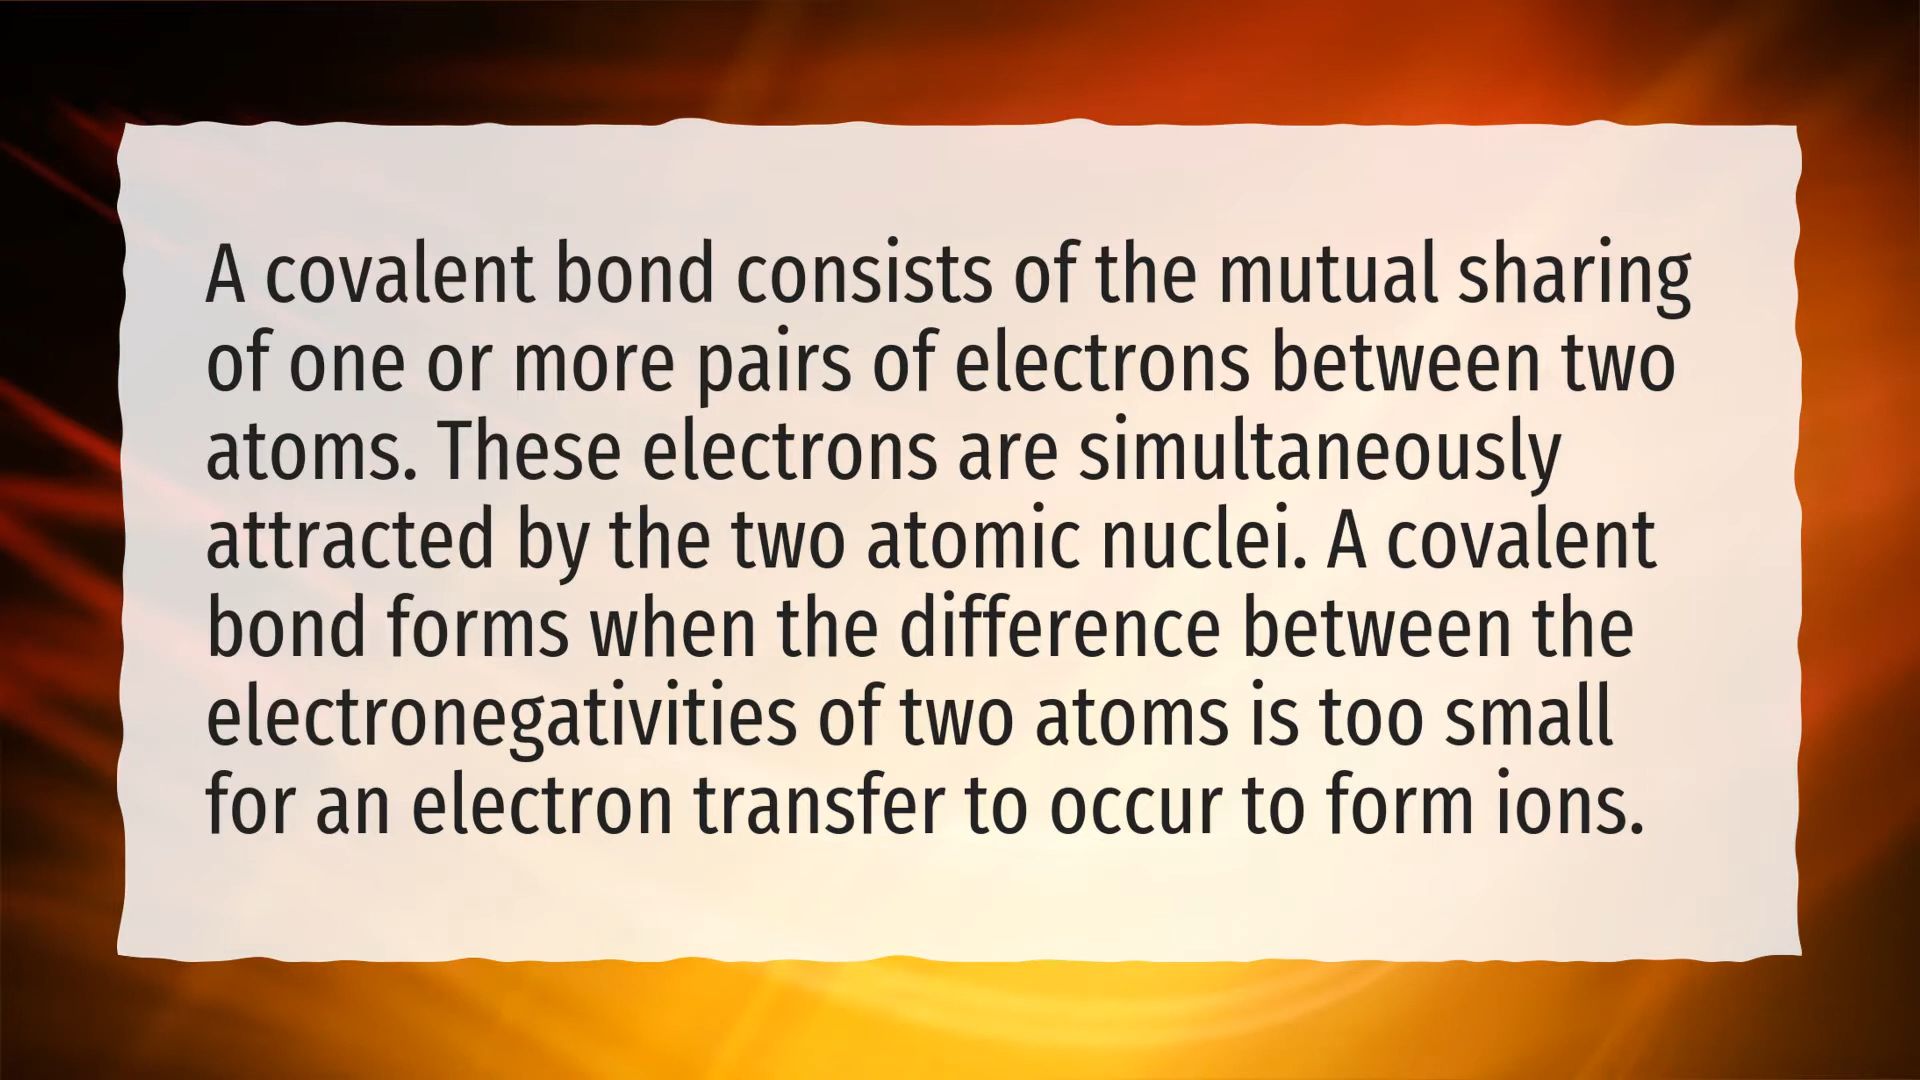 A covalent bond consists of the mutual sharing
of one or more pairs of electrons between two
atoms. These electrons are simultaneously
attracted by the two atomic nuclei. A covalent
bond forms when the difference between the
electronegativities of two atoms is too small
for an electron transfer to occur to form ions.